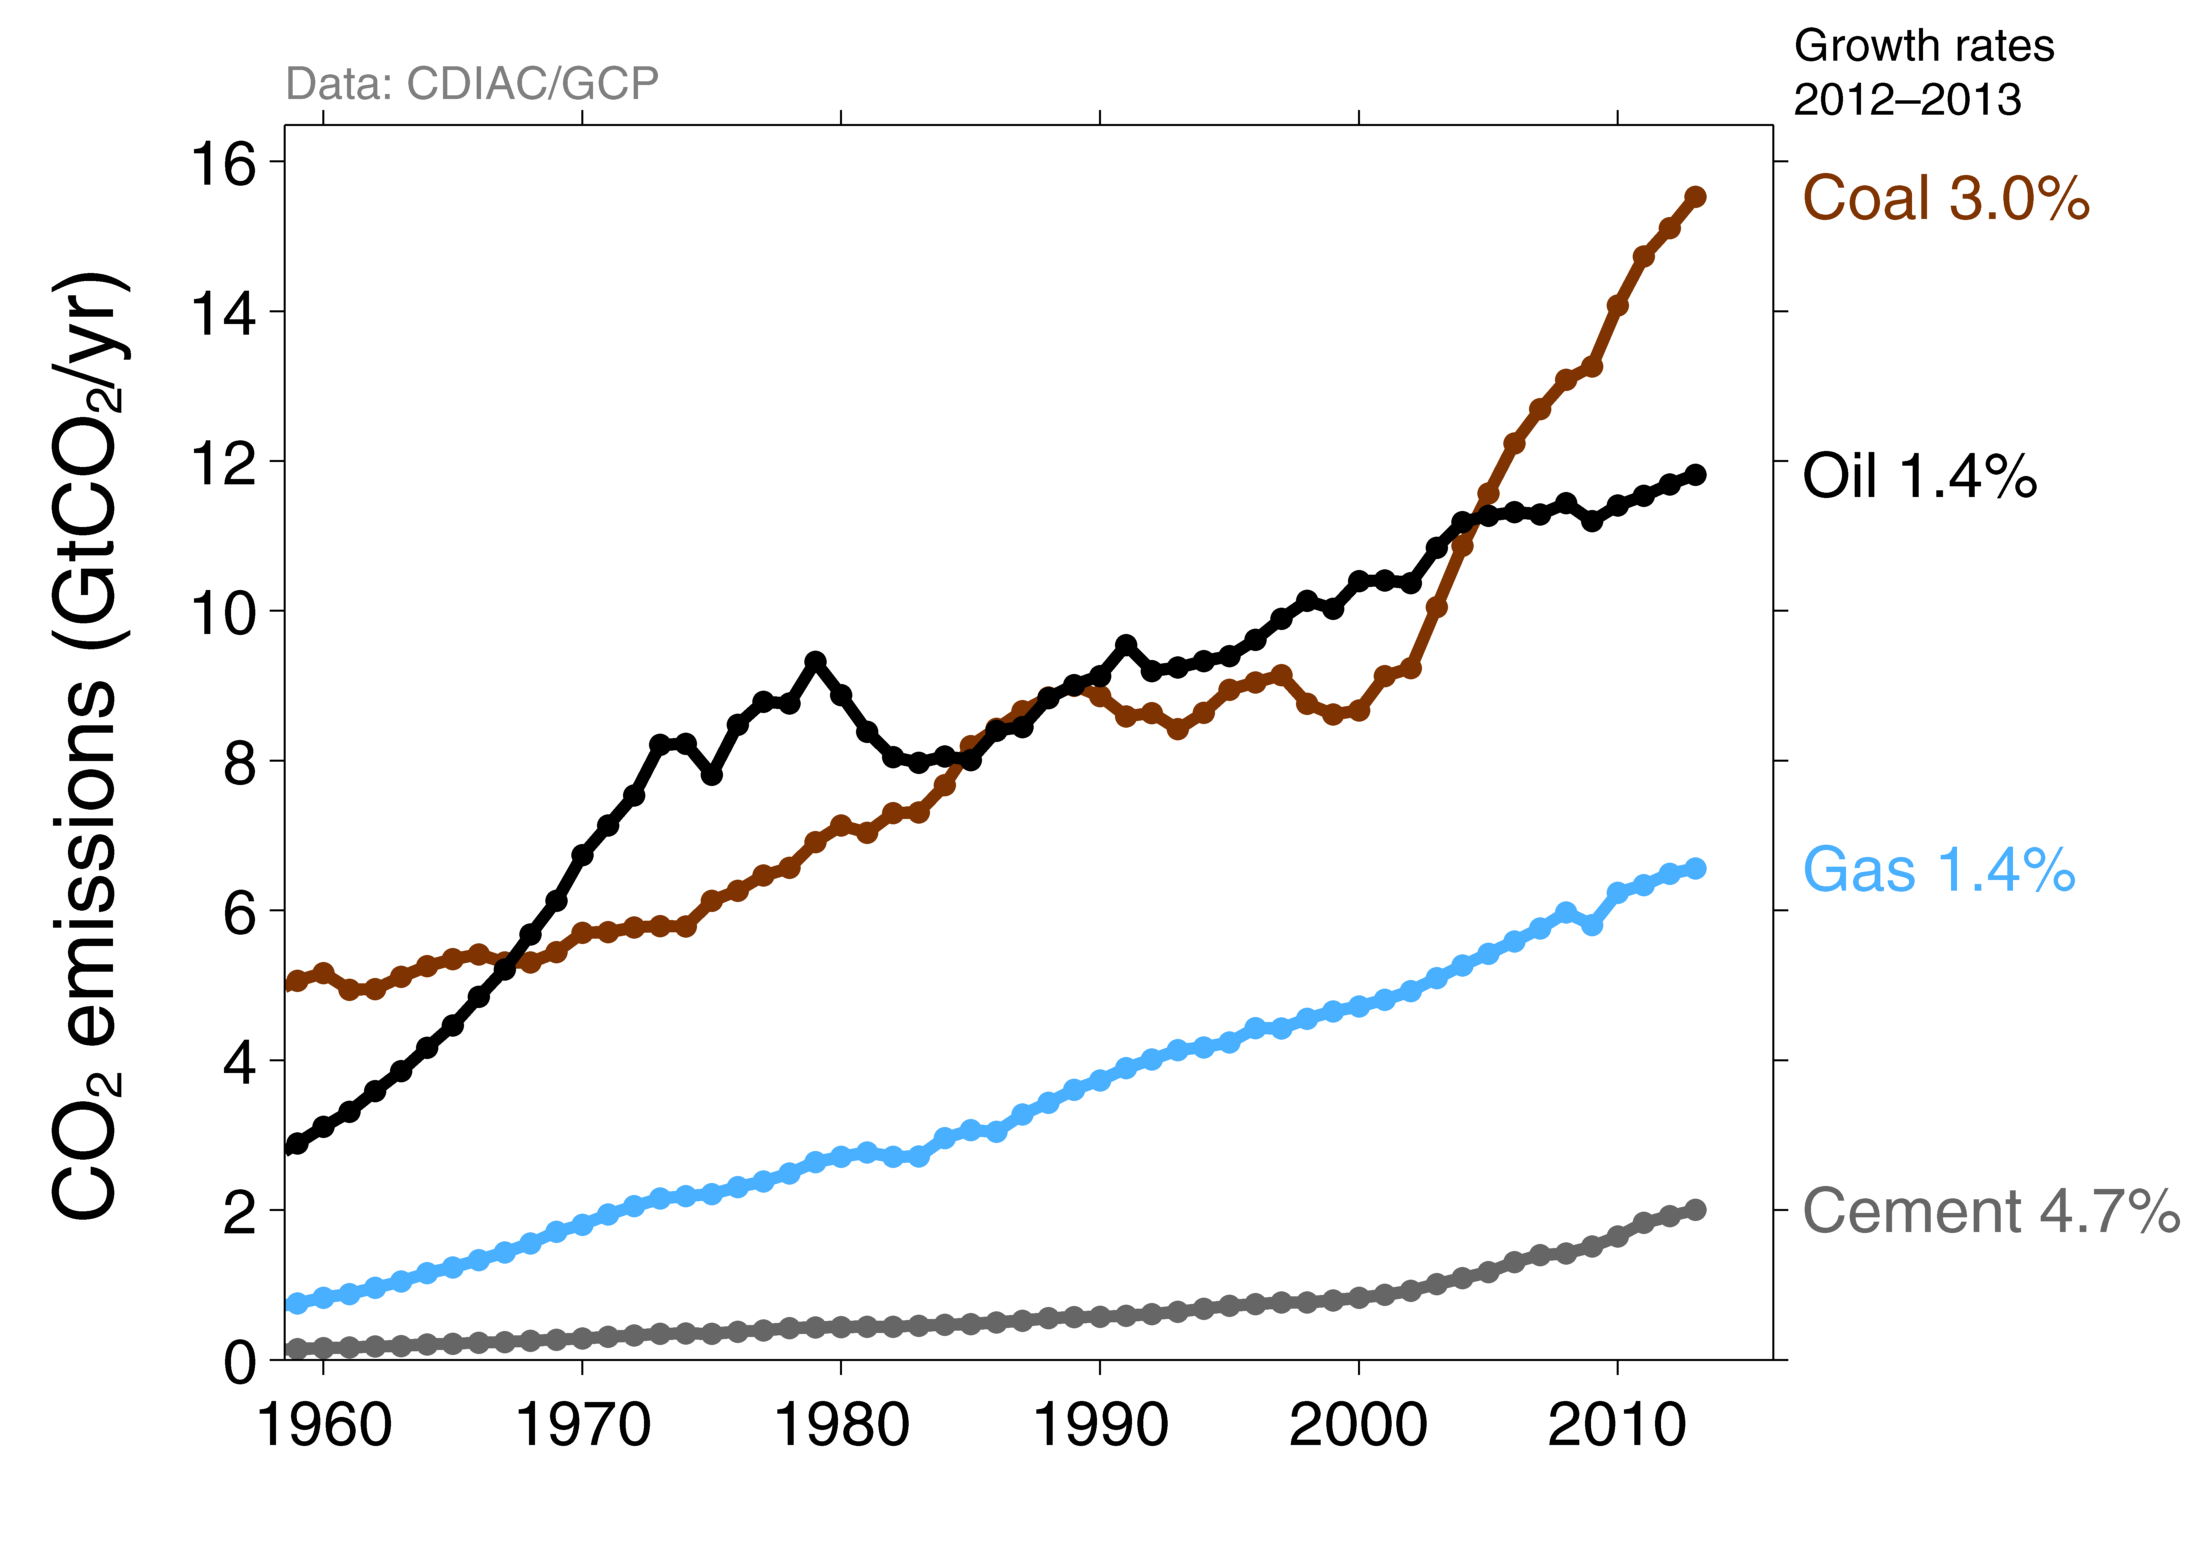 Growth rates
2012–2013
Data: CDIAC/GCP
16
14
12
10
8
6
4
2
0
CO₂ emissions (GtCO₂/yr)
Coal 3.0%
Oil 1.4%
Gas 1.4%
Cement 4.7%
1960 1970 1980 1990 2000 2010